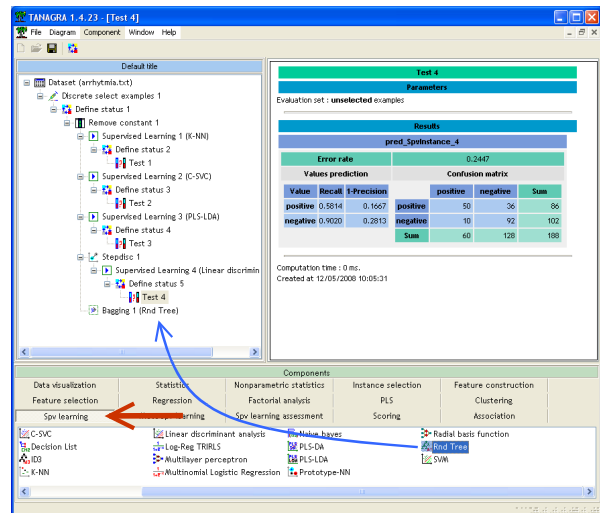 TANAGRA 1.4.23 - [Test 4]
File Diagram Component Window Help
Default title
Dataset (arrhytmia.txt)
Discrete select examples 1
Define status 1
Remove constant 1
Supervised Learning 1 (K-NN)
Define status 2
Test 1
Supervised Learning 2 (C-SVC)
Define status 3
Test 2
Supervised Learning 3 (PLS-LDA)
Define status 4
Test 3
Stepdisc 1
Supervised Learning 4 (Linear discrimin
Define status 5
Test 4
Bagging 1 (Rnd Tree)
Test 4
Parameters
Evaluation set : unselected examples
Results
pred_SpvInstance_4
Error rate 0.2447
Values prediction Confusion matrix
Value Recall 1-Precision positive negative Sum
positive 0.5814 0.1667 positive 50 36 86
negative 0.9020 0.2813 negative 10 92 102
Sum 60 128 188
Computation time : 0 ms.
Created at 12/05/2008 10:05:31
Components
Data visualization Statistics Nonparametric statistics Instance selection Feature construction
Feature selection Regression Factorial analysis PLS Clustering
Spv learning learning Spv learning assessment Scoring Association
C-SVC Linear discriminant analysis Naive bayes Radial basis function
Decision List Log-Reg TRIRLS PLS-DA Rnd Tree
ID3 Multilayer perceptron PLS-LDA SVM
K-NN Multinomial Logistic Regression Prototype-NN